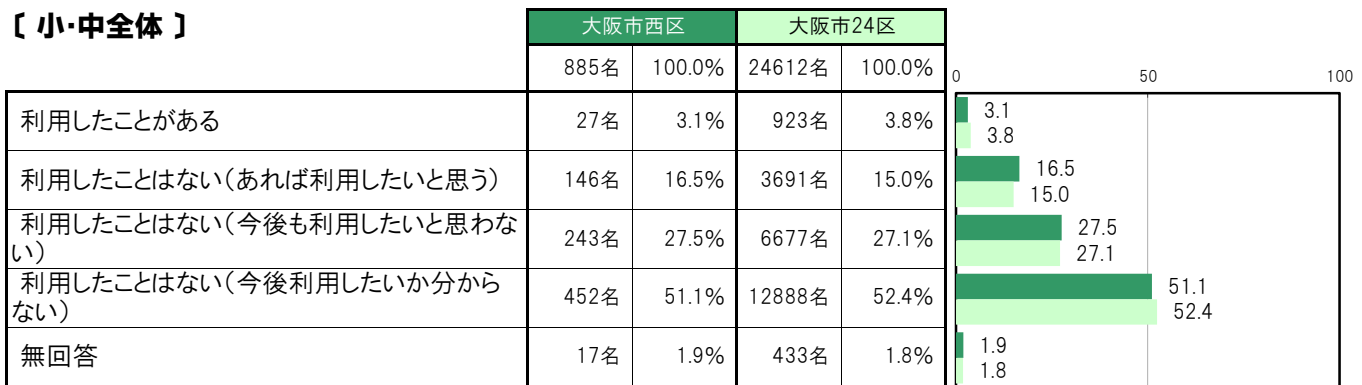 〔 小・中全体 〕
大阪市西区 大阪市24区
885名 100.0% 24612名 100.0%
0 50 100
利用したことがある 27名 3.1% 923名 3.8%
3.1
3.8
利用したことはない(あれば利用したいと思う) 146名 16.5% 3691名 15.0%
16.5
15.0
利用したことはない(今後も利用したいと思わな
い) 243名 27.5% 6677名 27.1%
27.5
27.1
利用したことはない(今後利用したいか分から
ない) 452名 51.1% 12888名 52.4%
51.1
52.4
無回答 17名 1.9% 433名 1.8%
1.9
1.8